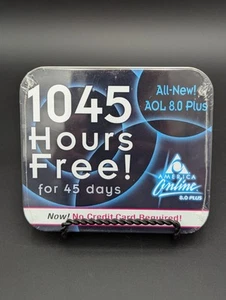 1045
Hours
Free!
for 45 days
All-New!
AOL 8.0 Plus
AMERICA
Online
8.0 PLUS
Now! No Credit Card Required!